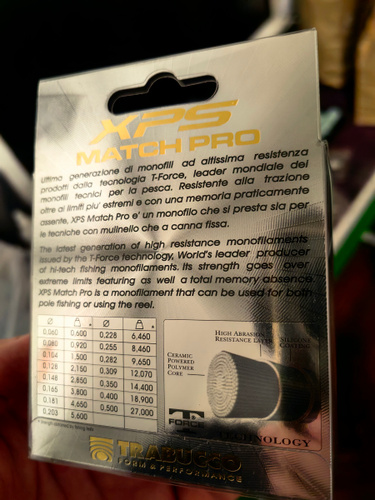 XPS
MATCH PRO
Ultima generazione di monofili ad altissima resistenza
prodotti dalla tecnologia T-Force, leader mondiale dei
monofili tecnici per la pesca. Resistente alla trazione
oltre ai limiti piu' estremi e con una memoria praticamente
assente. XPS Match Pro e' un monofilo che si presta sia per
le tecniche con mulinello che a canna fissa.
The latest generation of high resistance monofilaments
issued by the T-Force technology, World's leader producer
of hi-tech fishing monofilaments. Its strength goes over
extreme limits featuring as well a total memory absence.
XPS Match Pro is a monofilament that can be used for both
pole fishing or using the reel.
Ø Ø
0.060 0.600 0.228 6,460
0.080 0.920 0.255 8,460
0.104 1.500 0.282 9,650
0.128 2.150 0.309 12,070
0.148 2.850 0.350 14,400
0.165 3.800 0.400 18,900
0.181 4,650 0.500 27,000
0.203 5.600
HIGH ABRASION
RESISTANCE LAYER
SILICONE
COATING
CERAMIC
POWERED
POLYMER
CORE
T
FORCE
TECHNOLOGY
TRABUCCO
FORM & PERFORMANCE